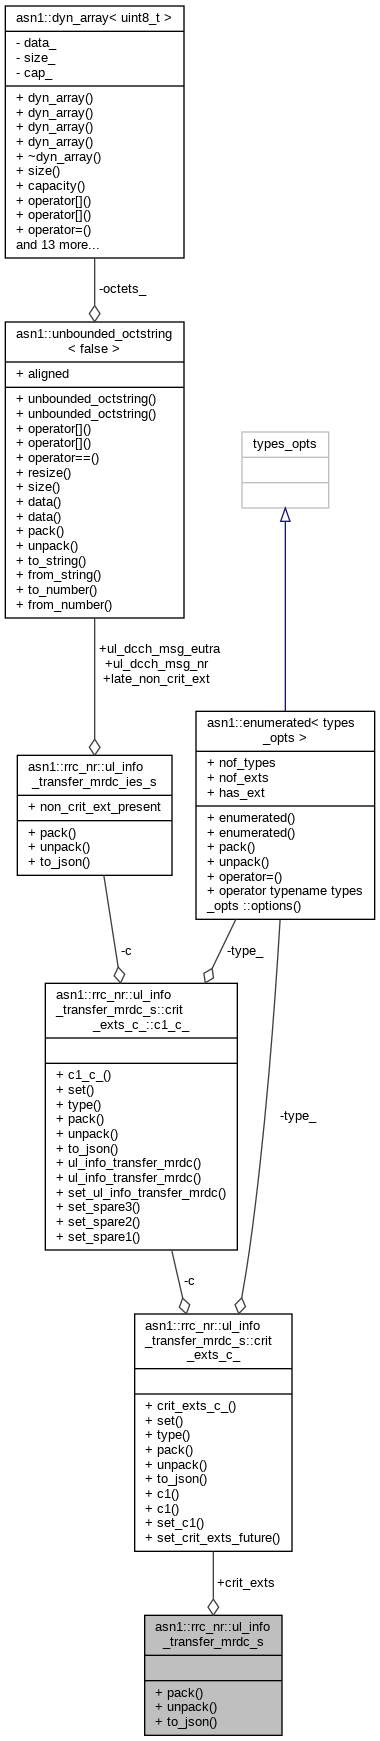 asn1::dyn_array< uint8_t >
- data_
- size_
- cap_
+ dyn_array()
+ dyn_array()
+ dyn_array()
+ dyn_array()
+ ~dyn_array()
+ size()
+ capacity()
+ operator[]()
+ operator[]()
+ operator=()
and 13 more...
-octets_
asn1::unbounded_octstring
< false >
+ aligned
+ unbounded_octstring()
+ unbounded_octstring()
+ operator[]()
+ operator[]()
+ operator==()
+ resize()
+ size()
+ data()
+ data()
+ pack()
+ unpack()
+ to_string()
+ from_string()
+ to_number()
+ from_number()
types_opts
+ul_dcch_msg_eutra
+ul_dcch_msg_nr
+late_non_crit_ext
asn1::rrc_nr::ul_info
_transfer_mrdc_ies_s
+ non_crit_ext_present
+ pack()
+ unpack()
+ to_json()
asn1::enumerated< types
_opts >
+ nof_types
+ nof_exts
+ has_ext
+ enumerated()
+ enumerated()
+ pack()
+ unpack()
+ operator=()
+ operator typename types
_opts ::options()
-c
-type_
asn1::rrc_nr::ul_info
_transfer_mrdc_s::crit
_exts_c_::c1_c_
+ c1_c_()
+ set()
+ type()
+ pack()
+ unpack()
+ to_json()
+ ul_info_transfer_mrdc()
+ ul_info_transfer_mrdc()
+ set_ul_info_transfer_mrdc()
+ set_spare3()
+ set_spare2()
+ set_spare1()
-type_
-c
asn1::rrc_nr::ul_info
_transfer_mrdc_s::crit
_exts_c_
+ crit_exts_c_()
+ set()
+ type()
+ pack()
+ unpack()
+ to_json()
+ c1()
+ c1()
+ set_c1()
+ set_crit_exts_future()
+crit_exts
asn1::rrc_nr::ul_info
_transfer_mrdc_s
+ pack()
+ unpack()
+ to_json()